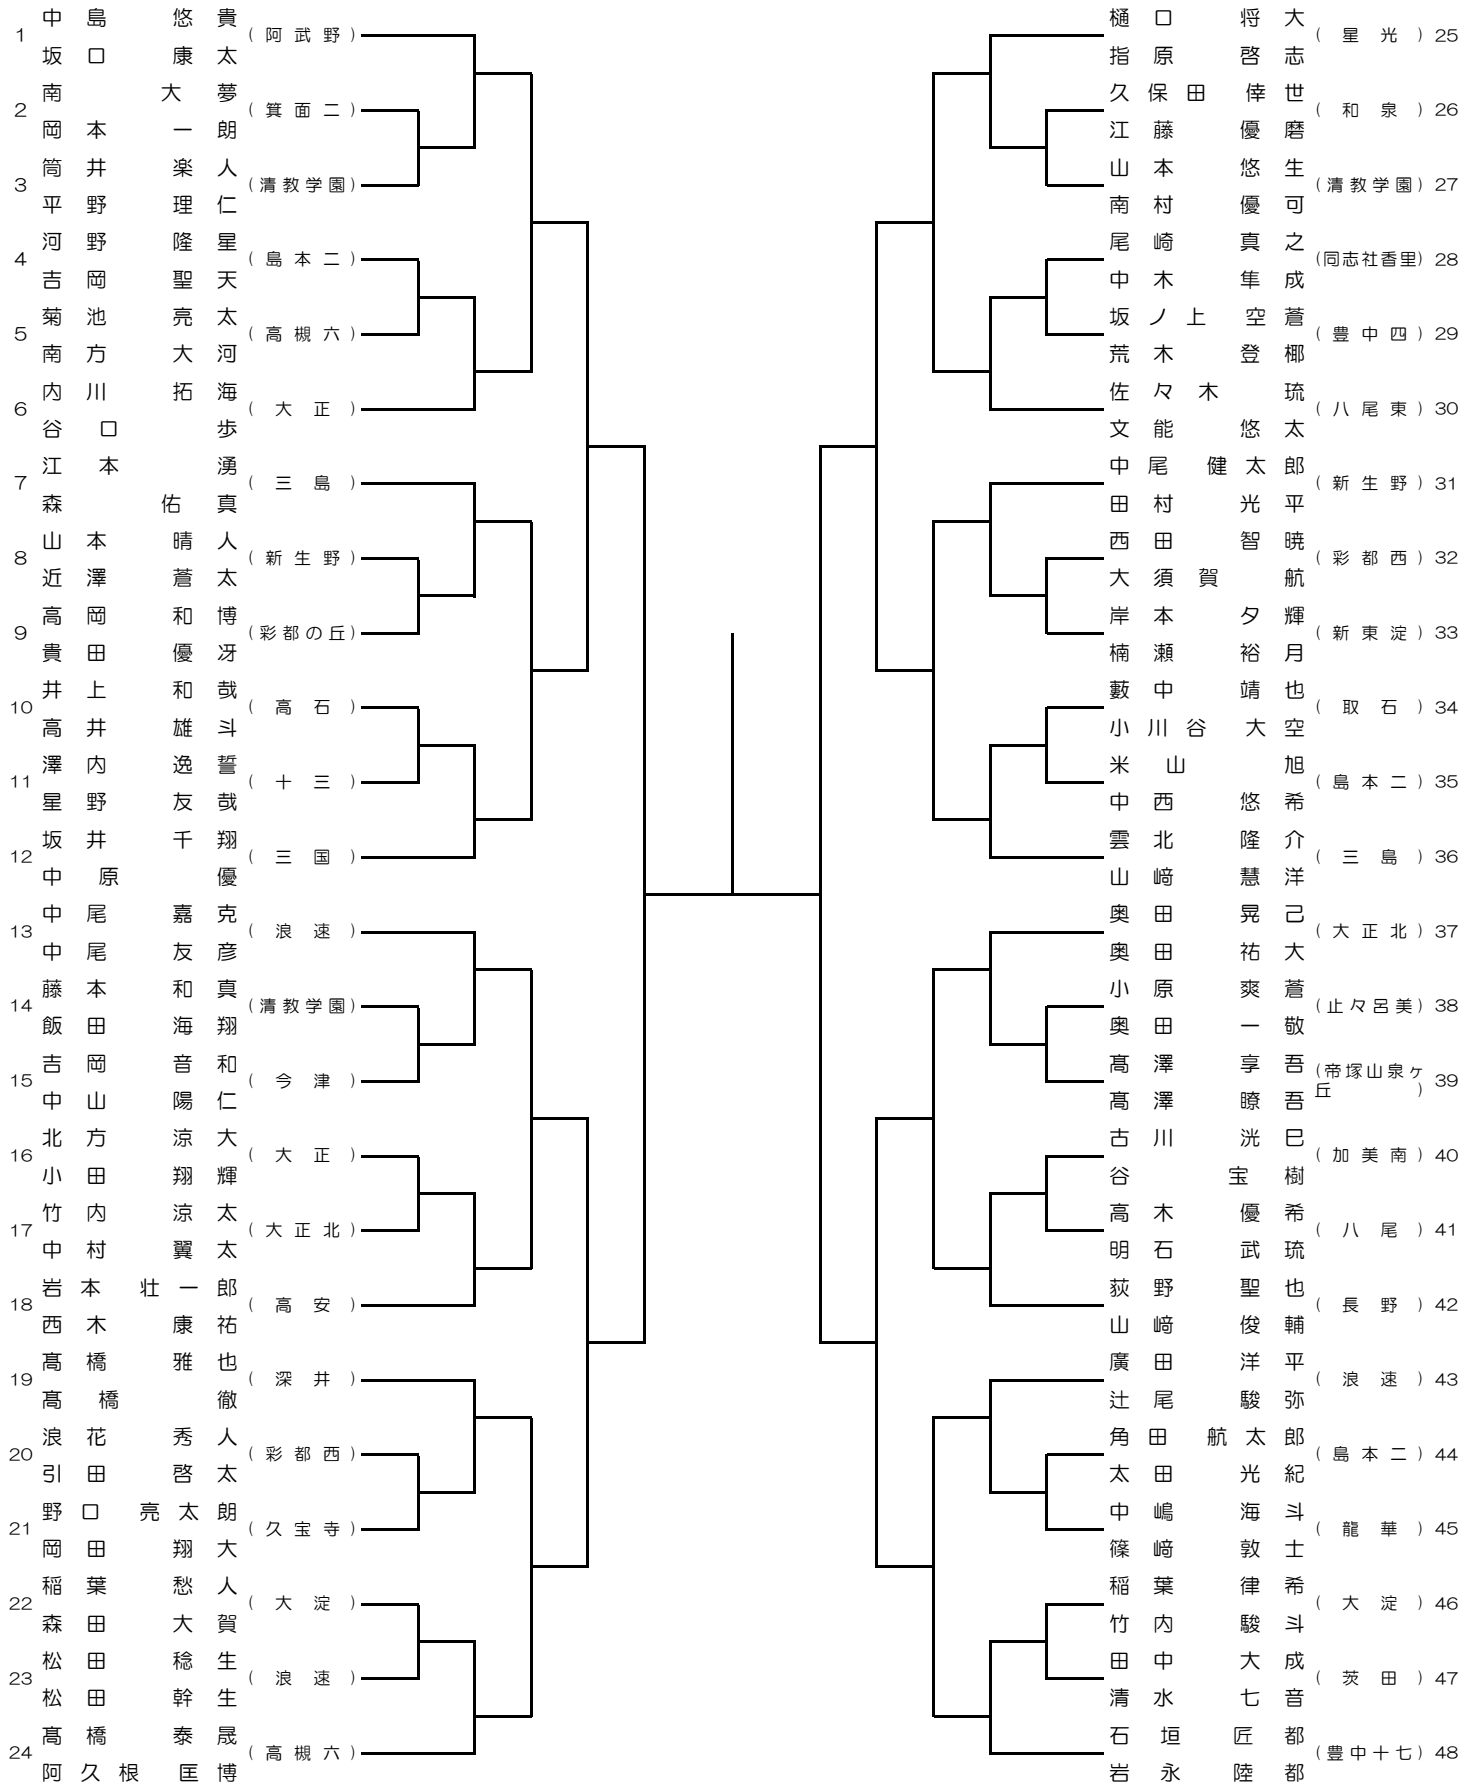 1 中島 悠貴 (阿武野)
坂口 康太
2 南 大夢 (箕面二)
岡本 一朗
3 筒井 楽人 (清教学園)
平野 理仁
4 河野 隆星 (島本二)
吉岡 聖天
5 菊池 亮太 (高槻六)
南方 大河
6 内川 拓海 (大正)
谷口 歩
7 江本 湧 (三島)
森 佑真
8 山本 晴人 (新生野)
近澤 蒼太
9 高岡 和博 (彩都の丘)
貴田 優冴
10 井上 和哉 (高石)
高井 雄斗
11 澤内 逸誓 (十三)
星野 友哉
12 坂井 千翔 (三国)
中原 優
13 中尾 嘉克 (浪速)
中尾 友彦
14 藤本 和真 (清教学園)
飯田 海翔
15 吉岡 音和 (今津)
中山 陽仁
16 北方 涼大 (大正)
小田 翔輝
17 竹内 涼太 (大正北)
中村 翼太
18 岩本 壮一郎 (高安)
西木 康祐
19 髙橋 雅也 (深井)
髙橋 徹
20 浪花 秀人 (彩都西)
引田 啓太
21 野口 亮太朗 (久宝寺)
岡田 翔大
22 稲葉 愁人 (大淀)
森田 大賀
23 松田 稔生 (浪速)
松田 幹生
24 髙橋 泰晟 (高槻六)
阿久根 匡博
樋口 将大 (星光) 25
指原 啓志
久保田 倖世 (和泉) 26
江藤 優磨
山本 悠生 (清教学園) 27
南村 優可
尾崎 真之 (同志社香里) 28
中木 隼成
坂ノ上 空蒼 (豊中四) 29
荒木 登椰
佐々木 琉 (八尾東) 30
文能 悠太
中尾 健太郎 (新生野) 31
田村 光平
西田 智暁 (彩都西) 32
大須賀 航
岸本 夕輝 (新東淀) 33
楠瀬 裕月
藪中 靖也 (取石) 34
小川谷 大空
米山 旭 (島本二) 35
中西 悠希
雲北 隆介 (三島) 36
山﨑 慧洋
奥田 晃己 (大正北) 37
奥田 祐大
小原 爽蒼 (止々呂美) 38
奥田 一敬
髙澤 享吾 (帝塚山泉ヶ丘) 39
髙澤 瞭吾
古川 洸巳 (加美南) 40
谷 宝樹
高木 優希 (八尾) 41
明石 武琉
荻野 聖也 (長野) 42
山﨑 俊輔
廣田 洋平 (浪速) 43
辻尾 駿弥
角田 航太郎 (島本二) 44
太田 光紀
中嶋 海斗 (龍華) 45
篠﨑 敦士
稲葉 律希 (大淀) 46
竹内 駿斗
田中 大成 (茨田) 47
清水 七音
石垣 匠都 (豊中十七) 48
岩永 陸都